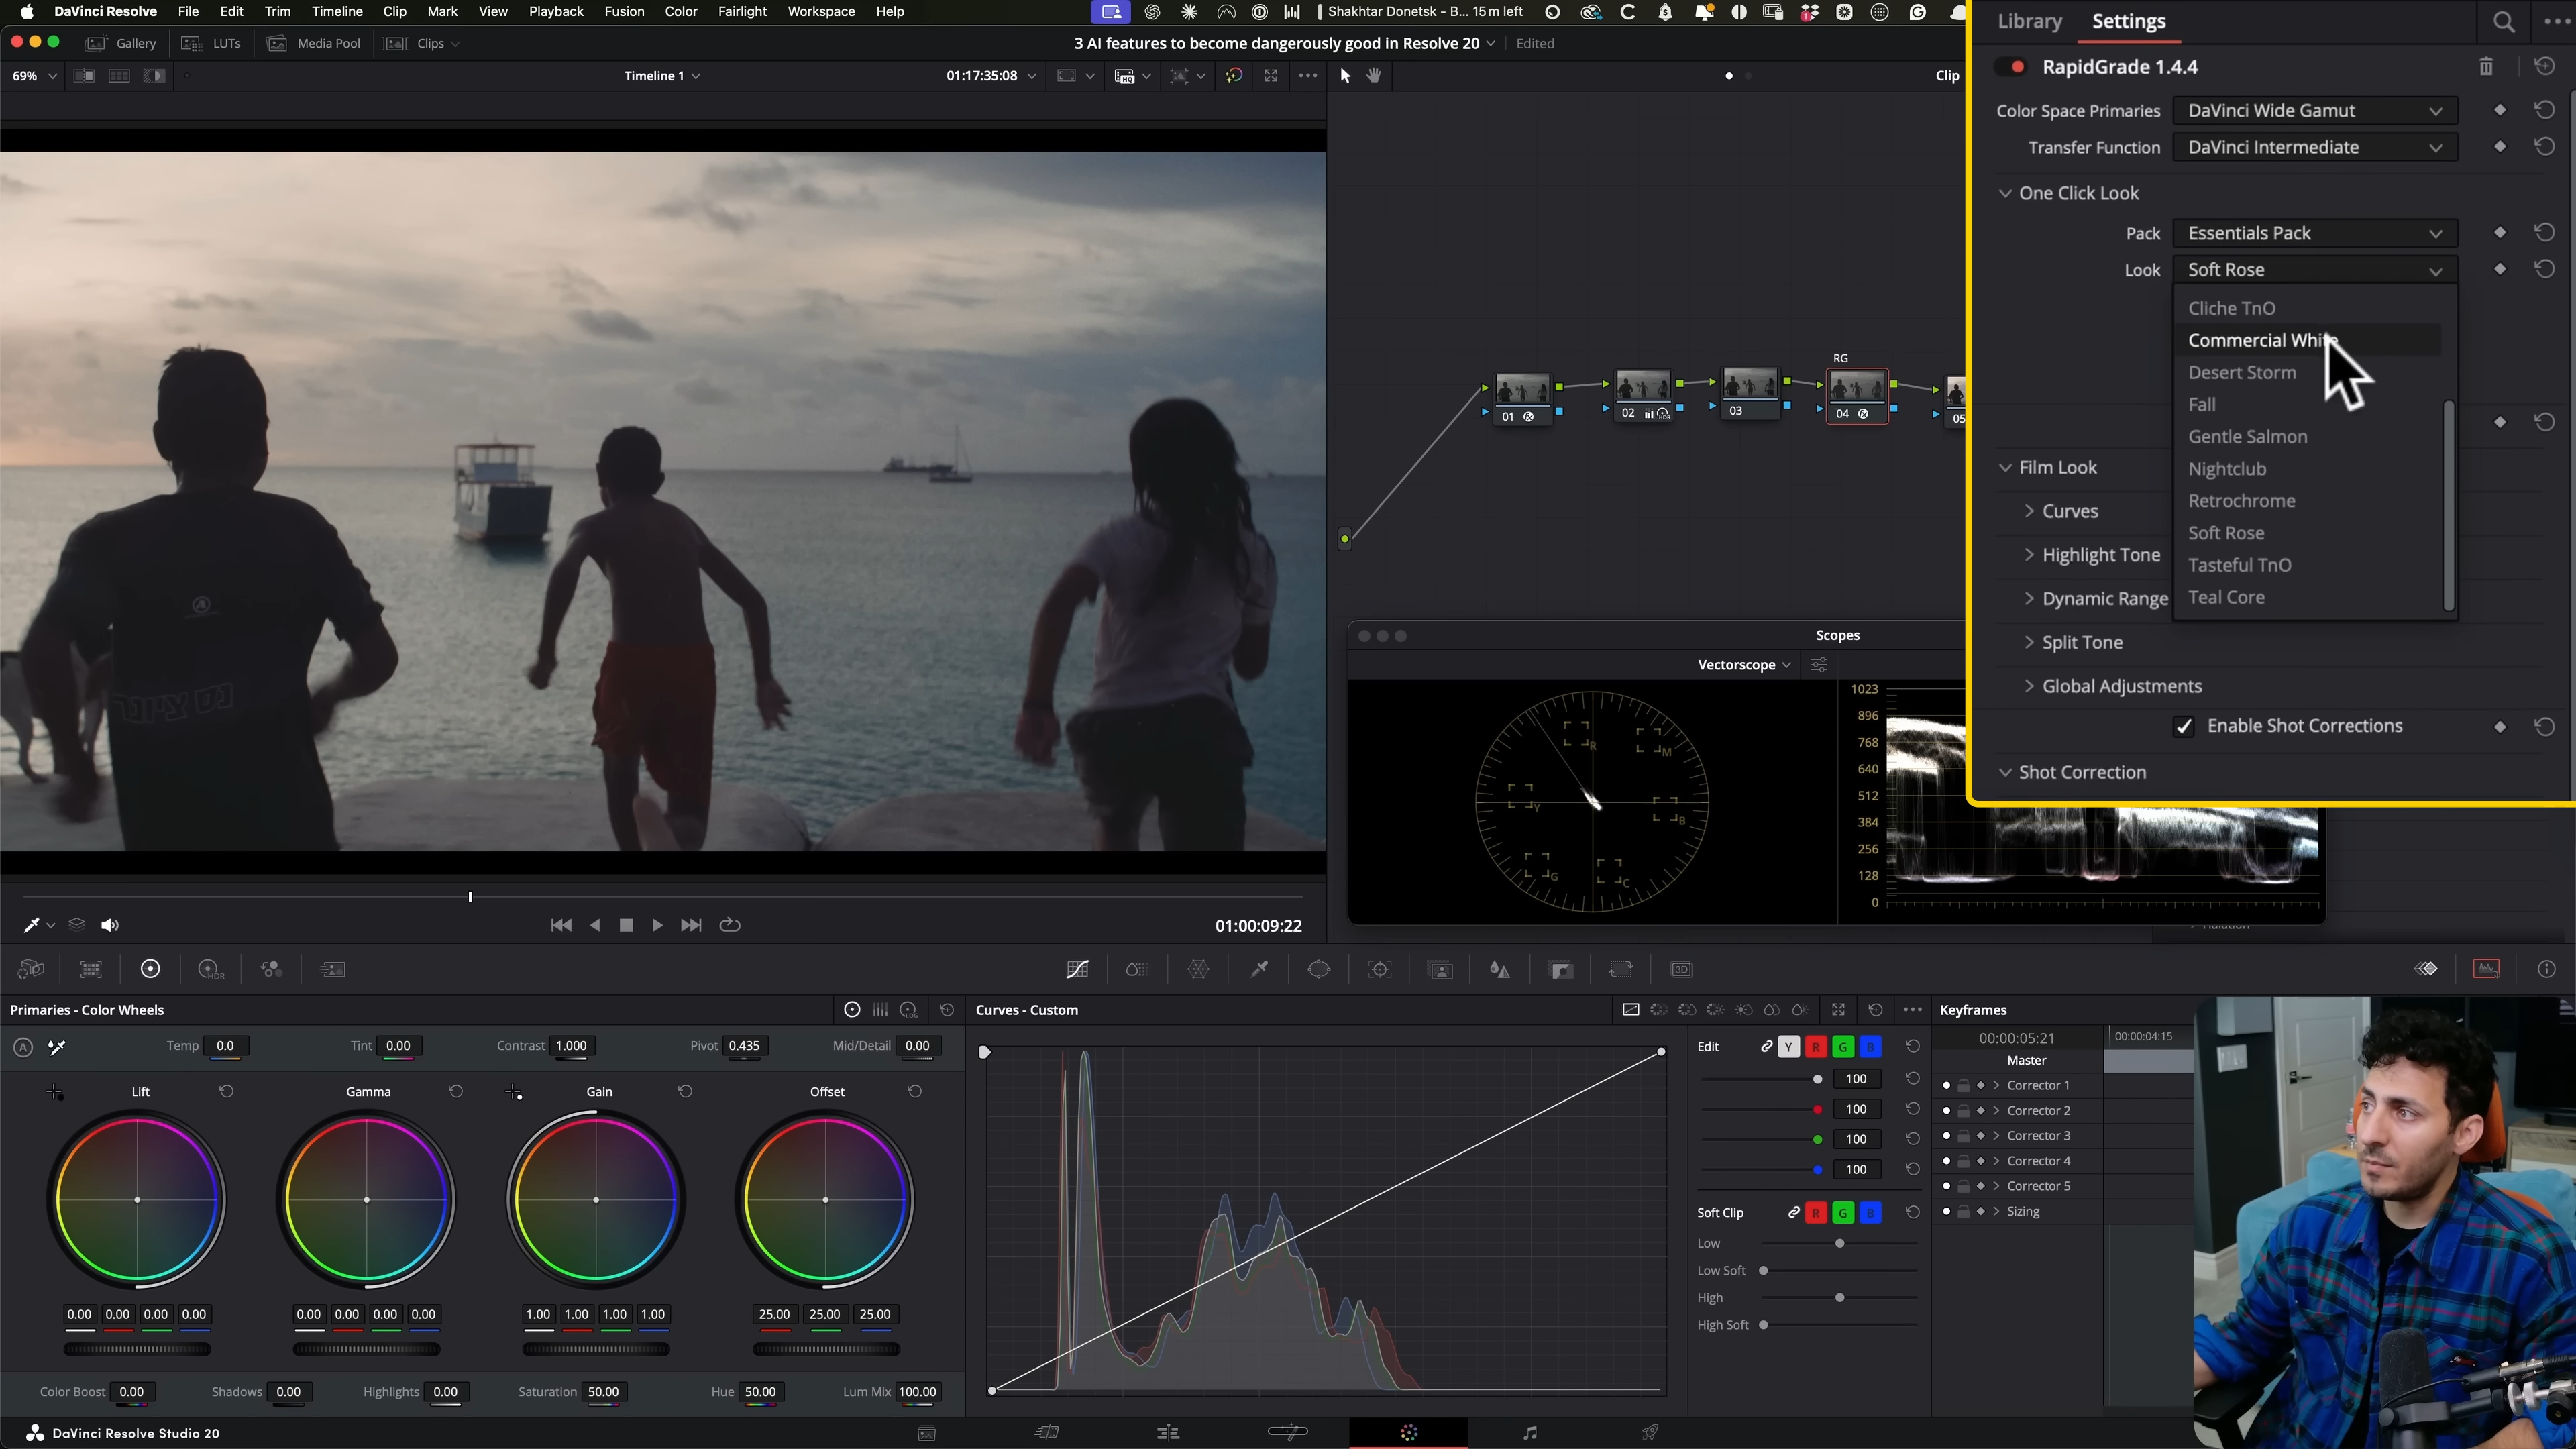 DaVinci Resolve File Edit Trim Timeline Clip Mark View Playback Fusion Color Fairlight Workspace Help
Shakhtar Donetsk - B... 15 m left
Gallery LUTs Media Pool Clips
3 AI features to become dangerously good in Resolve 20 Edited
69% Timeline 1 01:17:35:08 Clip
Library Settings
RapidGrade 1.4.4
Color Space Primaries DaVinci Wide Gamut
Transfer Function DaVinci Intermediate
One Click Look
Pack Essentials Pack
Look Soft Rose
Cliche TnO
Commercial White
Desert Storm
Fall
Gentle Salmon
Nightclub
Retrochrome
Soft Rose
Tasteful TnO
Teal Core
Film Look
Curves
Highlight Tone
Dynamic Range
Split Tone
Global Adjustments
Enable Shot Corrections
Shot Correction
RG
01 02 HDR 03 04 05
Scopes
Vectorscope
R M Y B G C
1023
896
768
640
512
384
256
128
0
01:00:09:22
Halation
HDR LOG 3D
Primaries - Color Wheels
Temp 0.0 Tint 0.00 Contrast 1.000 Pivot 0.435 Mid/Detail 0.00
Lift Gamma Gain Offset
0.00 0.00 0.00 0.00 0.00 0.00 0.00 0.00 1.00 1.00 1.00 1.00 25.00 25.00 25.00
Color Boost 0.00 Shadows 0.00 Highlights 0.00 Saturation 50.00 Hue 50.00 Lum Mix 100.00
Curves - Custom
Edit Y R G B
100
100
100
100
Soft Clip R G B
Low
Low Soft
High
High Soft
Keyframes
00:00:05:21 00:00:04:15
Master
Corrector 1
Corrector 2
Corrector 3
Corrector 4
Corrector 5
Sizing
DaVinci Resolve Studio 20